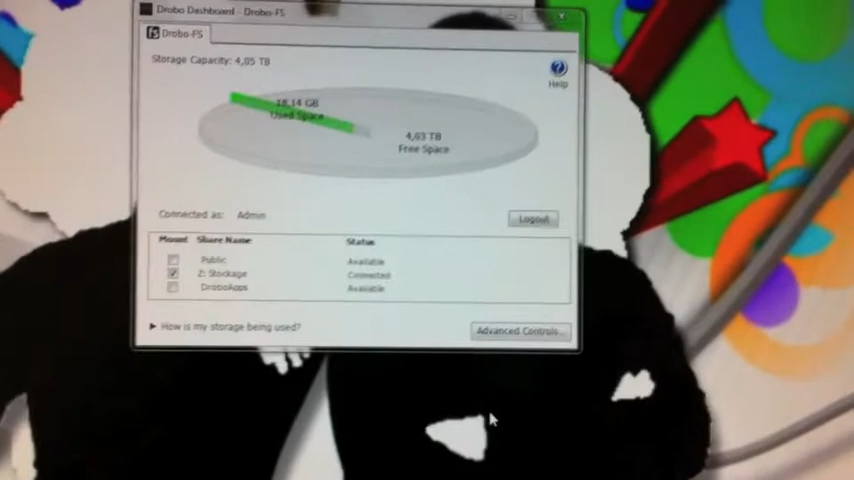 Drobo Dashboard - Drobo-FS
fs Drobo-FS
Storage Capacity: 4,05 TB
Help
18,14 GB
Used Space
4,03 TB
Free Space
Connected as: Admin
Logout
Mount Share Name Status
Public Available
Z: Stockage Connected
DroboApps Available
How is my storage being used?
Advanced Controls...